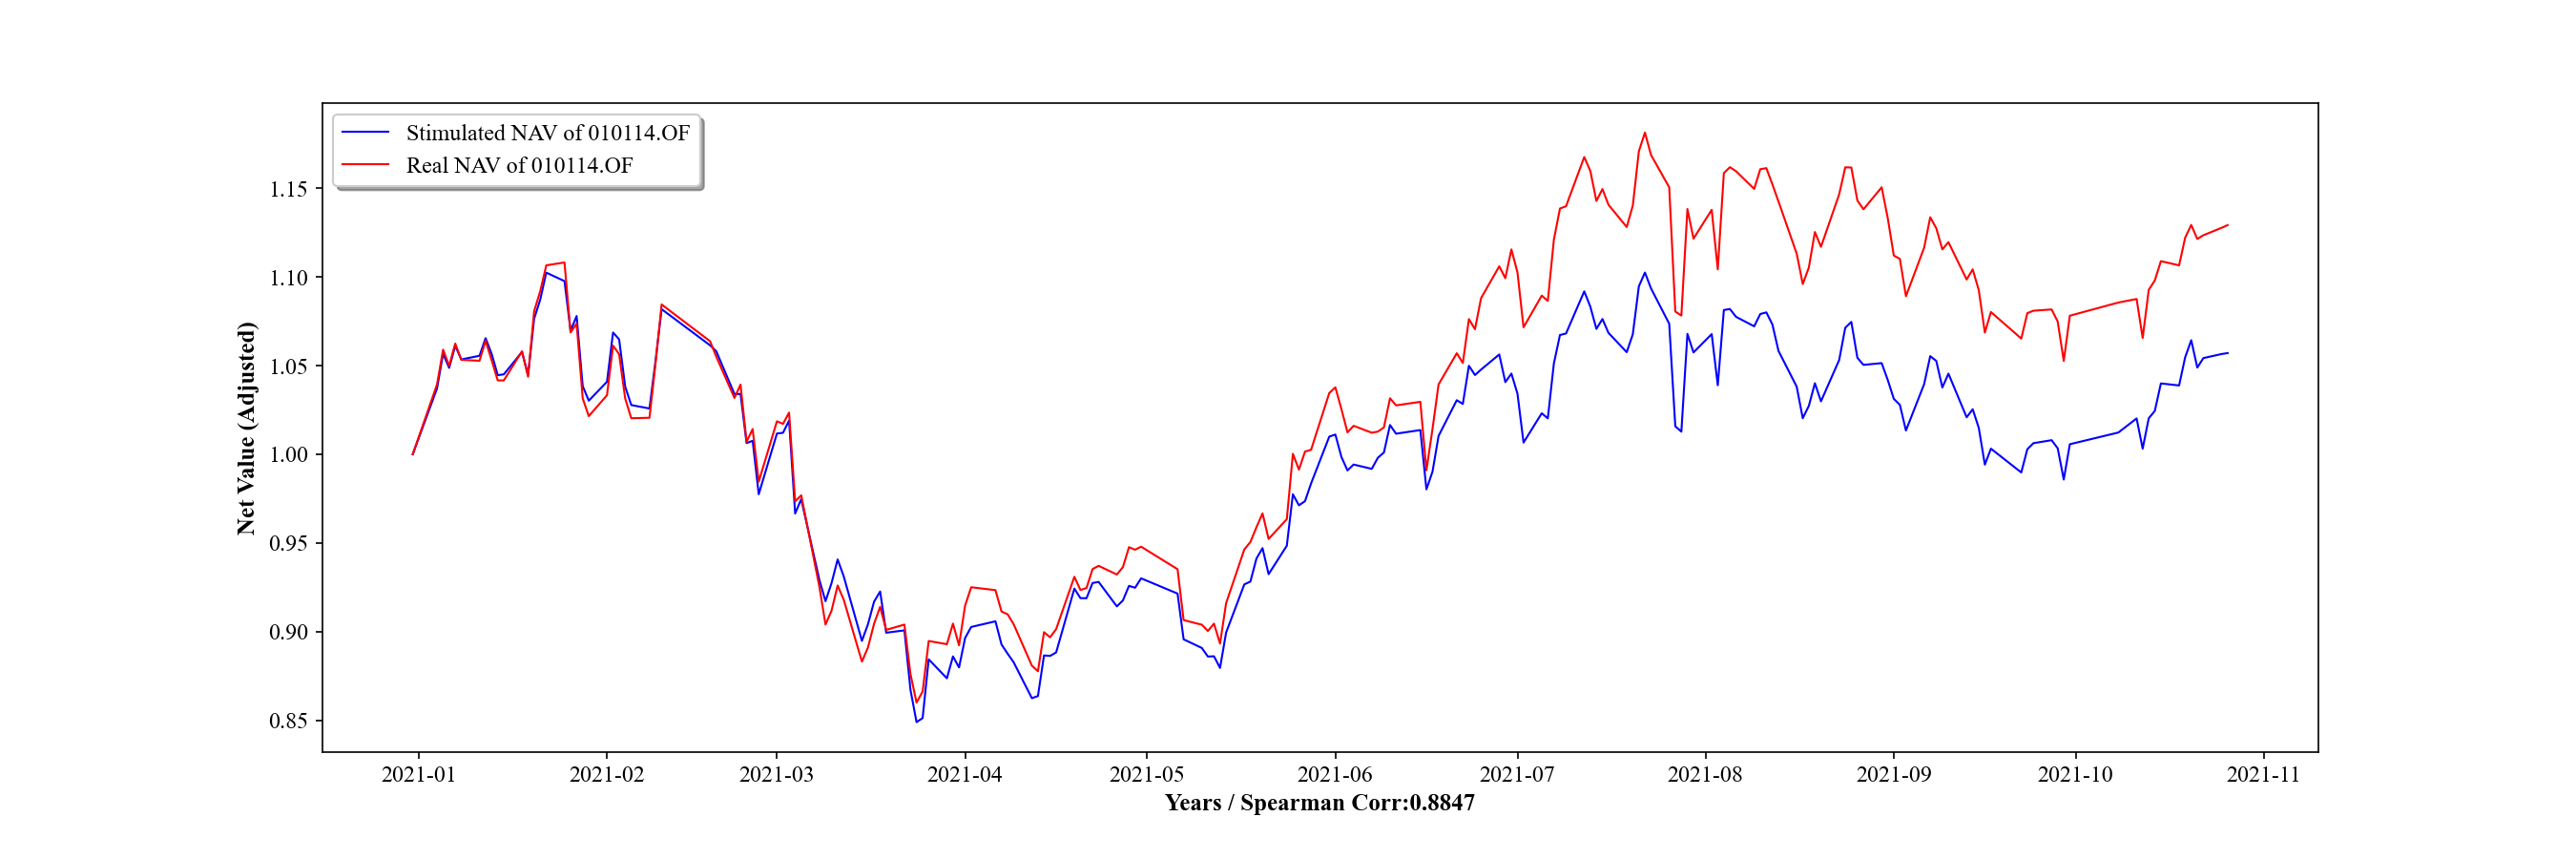 Stimulated NAV of 010114.OF
Real NAV of 010114.OF
Net Value (Adjusted)
1.15
1.10
1.05
1.00
0.95
0.90
0.85
2021-01 2021-02 2021-03 2021-04 2021-05 2021-06 2021-07 2021-08 2021-09 2021-10 2021-11
Years / Spearman Corr:0.8847